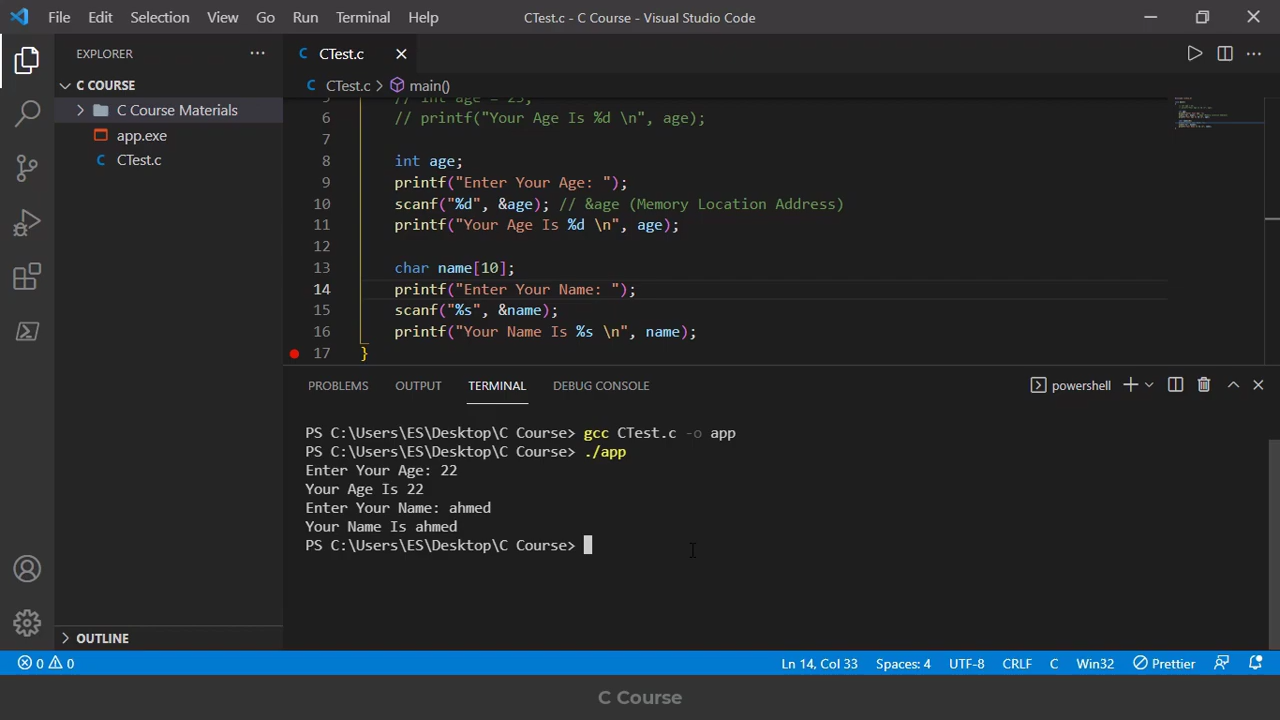 File Edit Selection View Go Run Terminal Help CTest.c - C Course - Visual Studio Code
EXPLORER
CTest.c
C COURSE
CTest.c > main()
C Course Materials
app.exe
CTest.c
5 // int age = 25;
6 // printf("Your Age Is %d \n", age);
7
8 int age;
9 printf("Enter Your Age: ");
10 scanf("%d", &age); // &age (Memory Location Address)
11 printf("Your Age Is %d \n", age);
12
13 char name[10];
14 printf("Enter Your Name: ");
15 scanf("%s", &name);
16 printf("Your Name Is %s \n", name);
17 }
PROBLEMS OUTPUT TERMINAL DEBUG CONSOLE powershell
PS C:\Users\ES\Desktop\C Course> gcc CTest.c -o app
PS C:\Users\ES\Desktop\C Course> ./app
Enter Your Age: 22
Your Age Is 22
Enter Your Name: ahmed
Your Name Is ahmed
PS C:\Users\ES\Desktop\C Course>
OUTLINE
0 0 Ln 14, Col 33 Spaces: 4 UTF-8 CRLF C Win32 Prettier
C Course